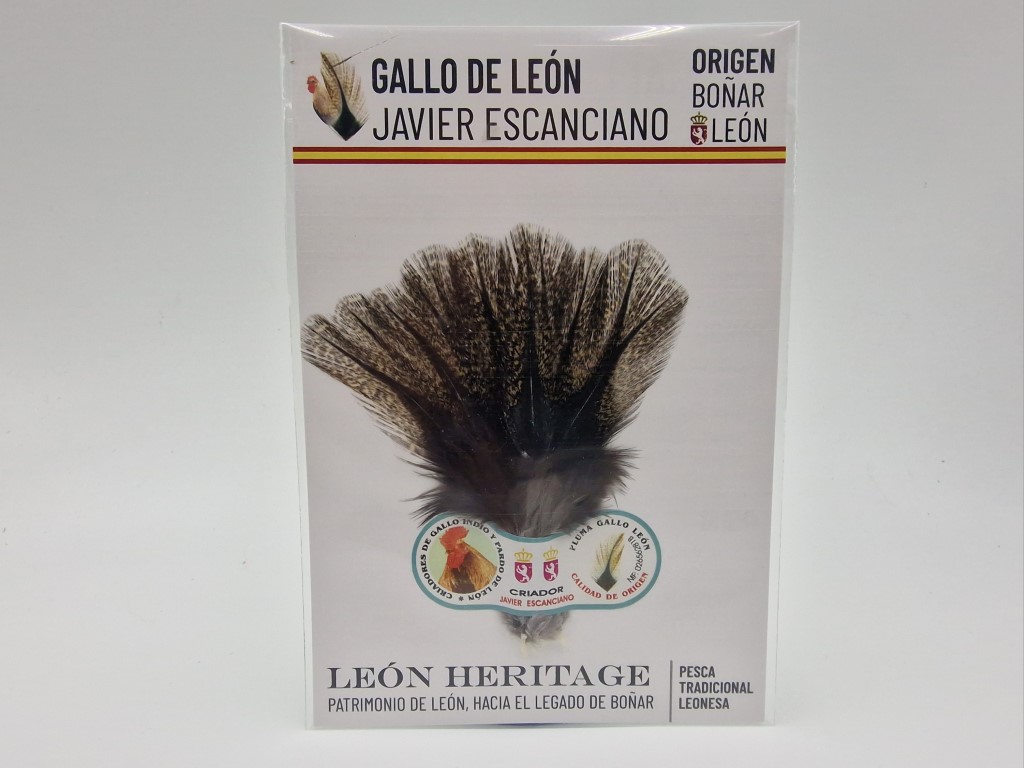 GALLO DE LEÓN
JAVIER ESCANCIANO
ORIGEN
BOÑAR
LEÓN
CRIADORES DE GALLO INDIO Y PARDO DE LEÓN *
CRIADOR
JAVIER ESCANCIANO
PLUMA GALLO LEÓN
CALIDAD DE ORIGEN
LEÓN HERITAGE
PATRIMONIO DE LEÓN, HACIA EL LEGADO DE BOÑAR
PESCA
TRADICIONAL
LEONESA